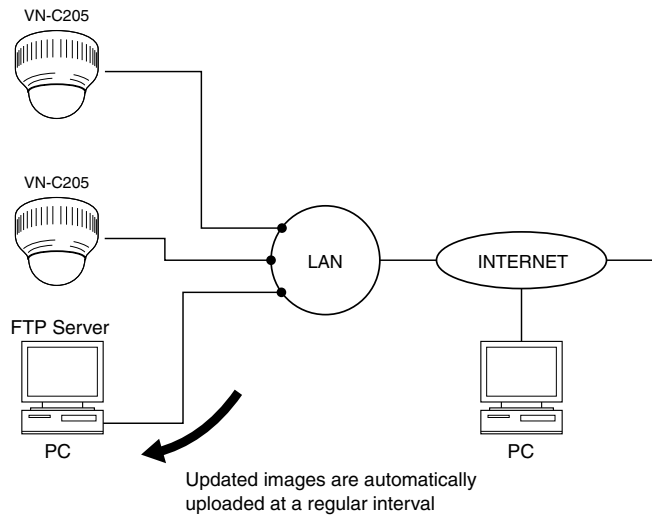 VN-C205
VN-C205
LAN
INTERNET
FTP Server
PC
PC
Updated images are automatically
uploaded at a regular interval